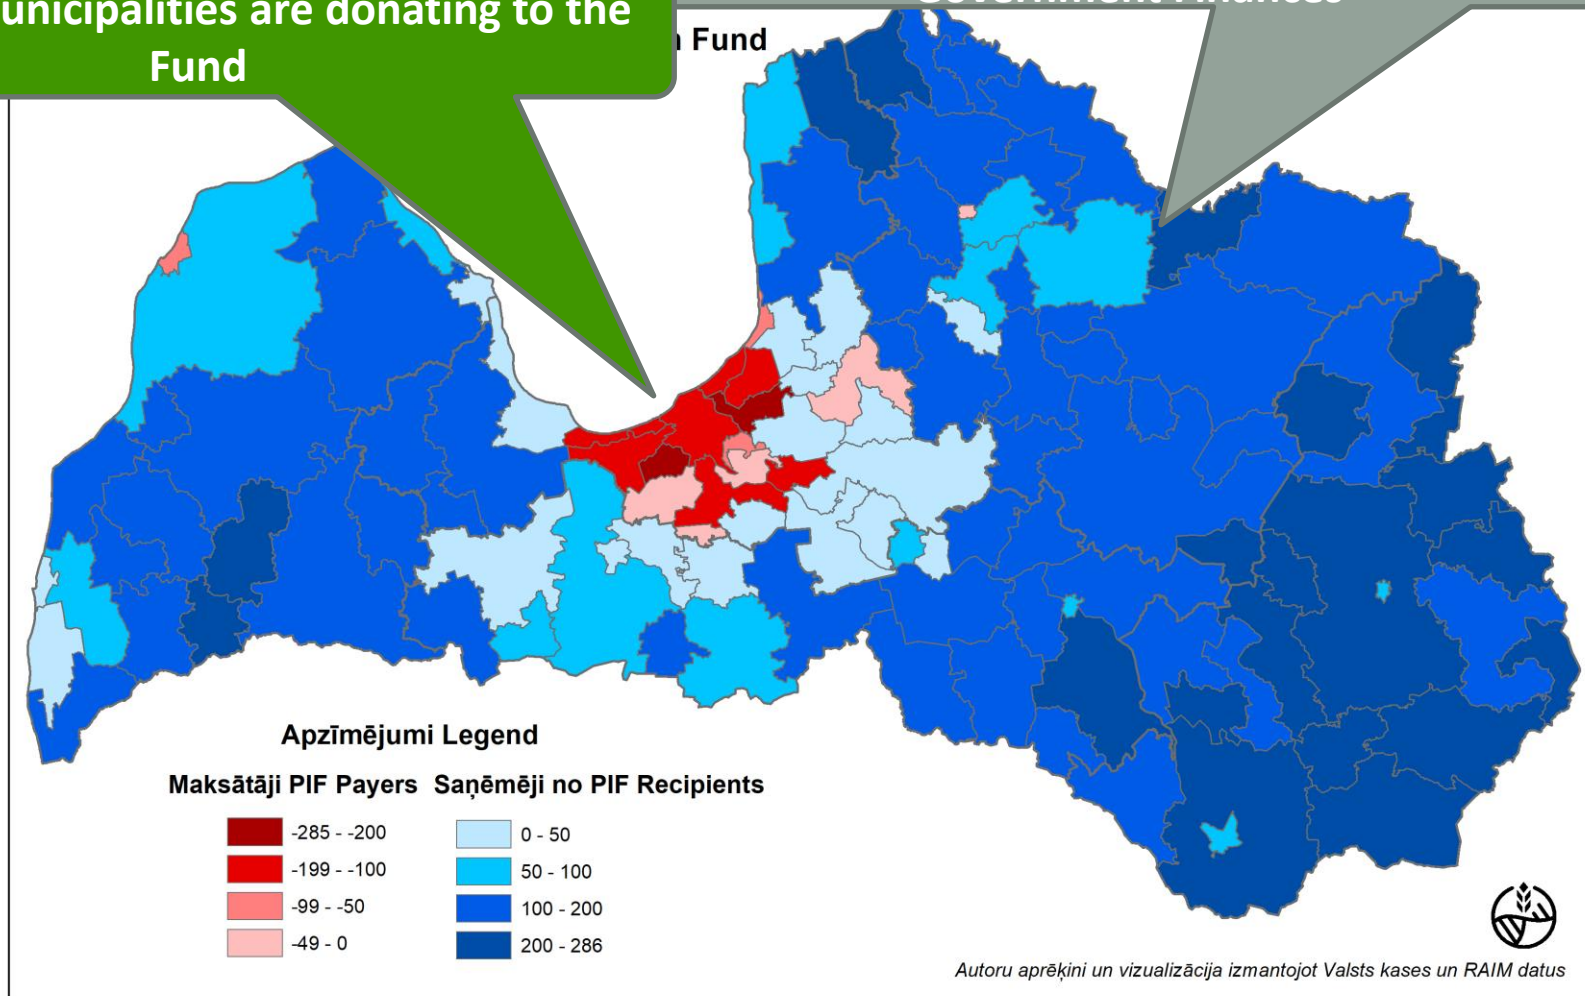 unicipalities are donating to the
Fund
Government Finances
Fund
Apzīmējumi Legend
Maksātāji PIF Payers
Saņēmēji no PIF Recipients
-285 - -200
0 - 50
-199 - -100
50 - 100
-99 - -50
100 - 200
-49 - 0
200 - 286
Autoru aprēķini un vizualizācija izmantojot Valsts kases un RAIM datus